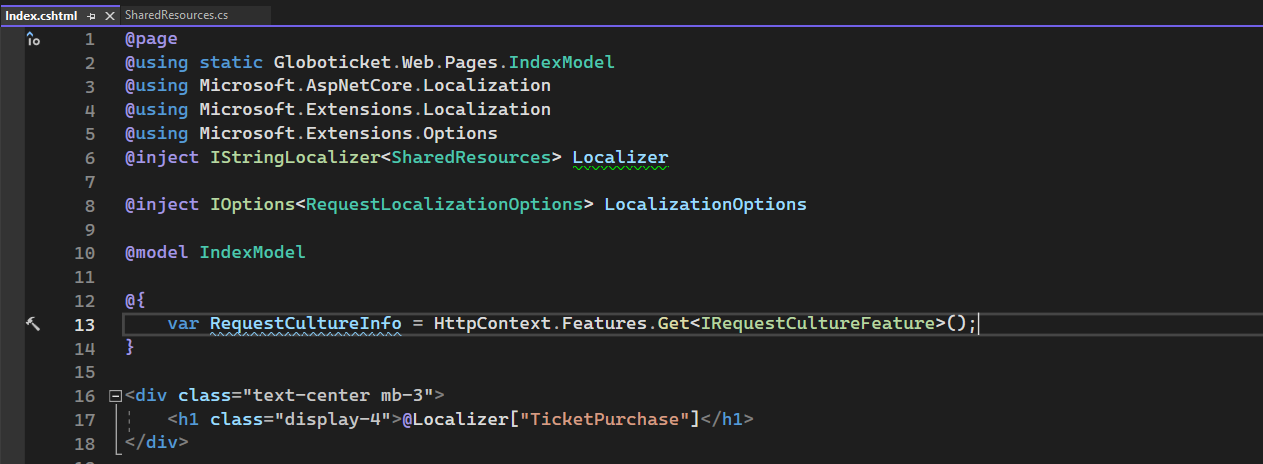 Index.cshtml SharedResources.cs
1 @page
2 @using static Globoticket.Web.Pages.IndexModel
3 @using Microsoft.AspNetCore.Localization
4 @using Microsoft.Extensions.Localization
5 @using Microsoft.Extensions.Options
6 @inject IStringLocalizer<SharedResources> Localizer
7
8 @inject IOptions<RequestLocalizationOptions> LocalizationOptions
9
10 @model IndexModel
11
12 @{
13     var RequestCultureInfo = HttpContext.Features.Get<IRequestCultureFeature>();
14 }
15
16 <div class="text-center mb-3">
17     <h1 class="display-4">@Localizer["TicketPurchase"]</h1>
18 </div>